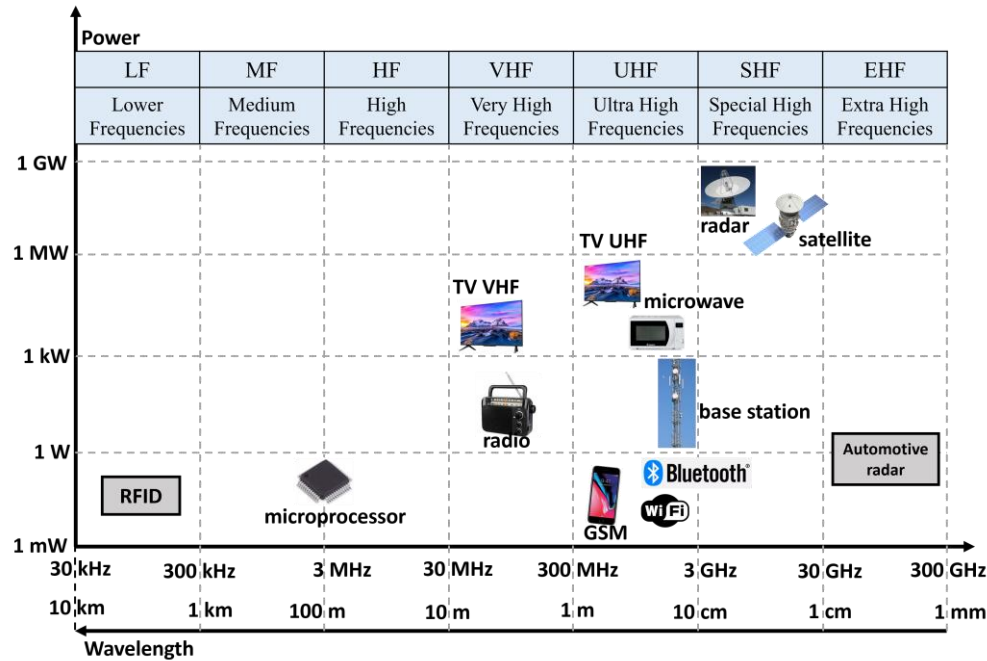 Power
LF MF HF VHF UHF SHF EHF
Lower Medium High Very High Ultra High Special High Extra High
Frequencies Frequencies Frequencies Frequencies Frequencies Frequencies Frequencies
1 GW
radar
TV UHF
satellite
1 MW
TV VHF
microwave
1 kW
base station
radio
1 W
Automotive
radar
Bluetooth®
RFID
microprocessor
WiFi
GSM
1 mW
30 kHz 300 kHz 3 MHz 30 MHz 300 MHz 3 GHz 30 GHz 300 GHz
10 km 1 km 100 m 10 m 1 m 10 cm 1 cm 1 mm
Wavelength